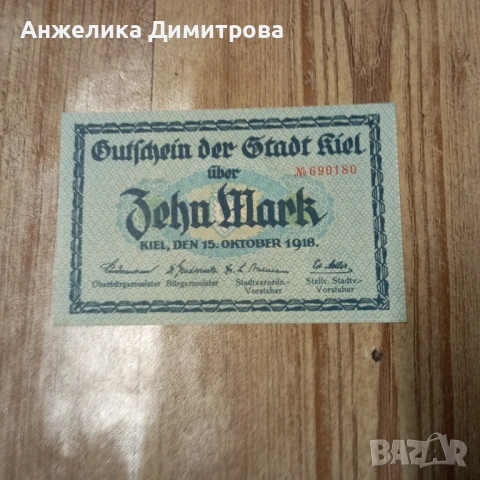 Анжелика Димитрова
Gutschein der Stadt Kiel
über
№ 690180
Zehn Mark
KIEL, DEN 15. OKTOBER 1918.
Oberbürgermeister Bürgermeister Stadtverordn.- Stellv. Stadtv.-
Vorsteher Vorsteher
BAZAR